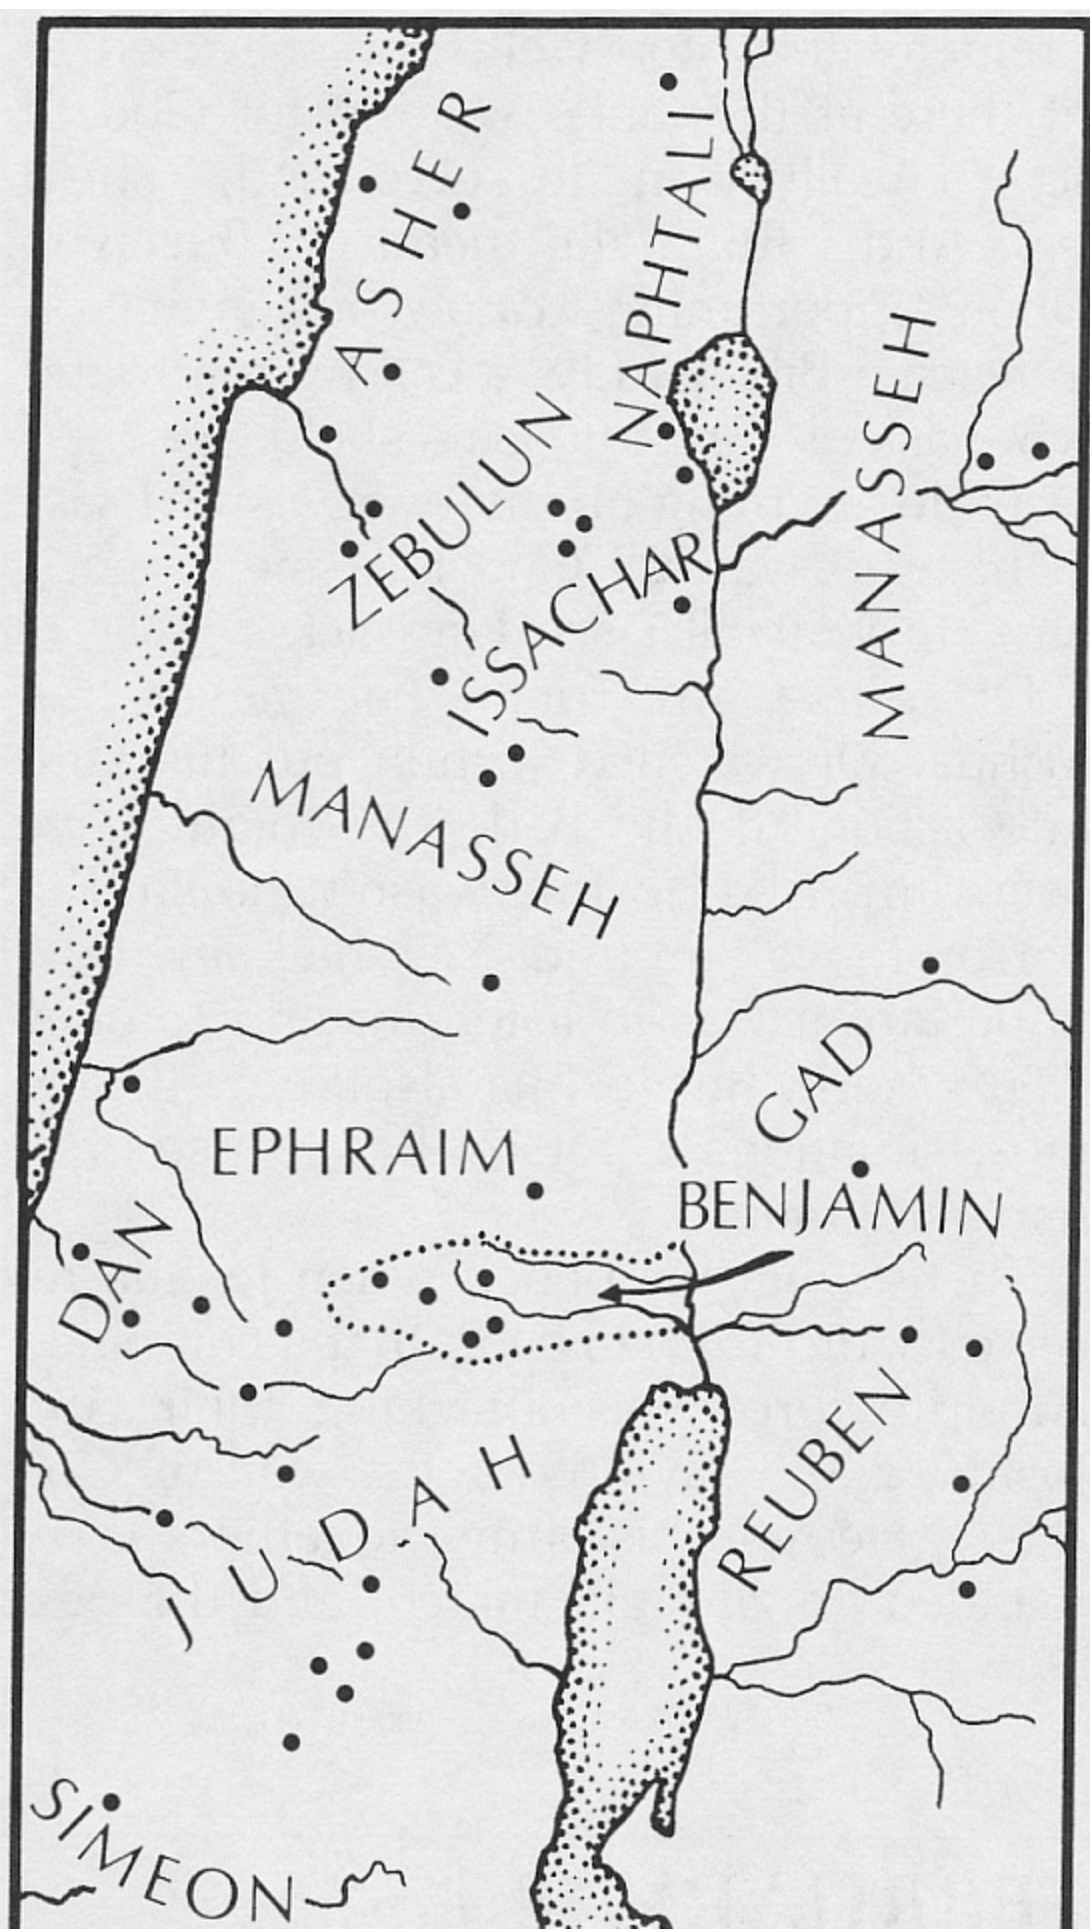 ASHER
NAPHTALI
MANASSEH
ZEBULUN
ISSACHAR
MANASSEH
GAD
EPHRAIM
BENJAMIN
DAN
REUBEN
JUDAH
SIMEON